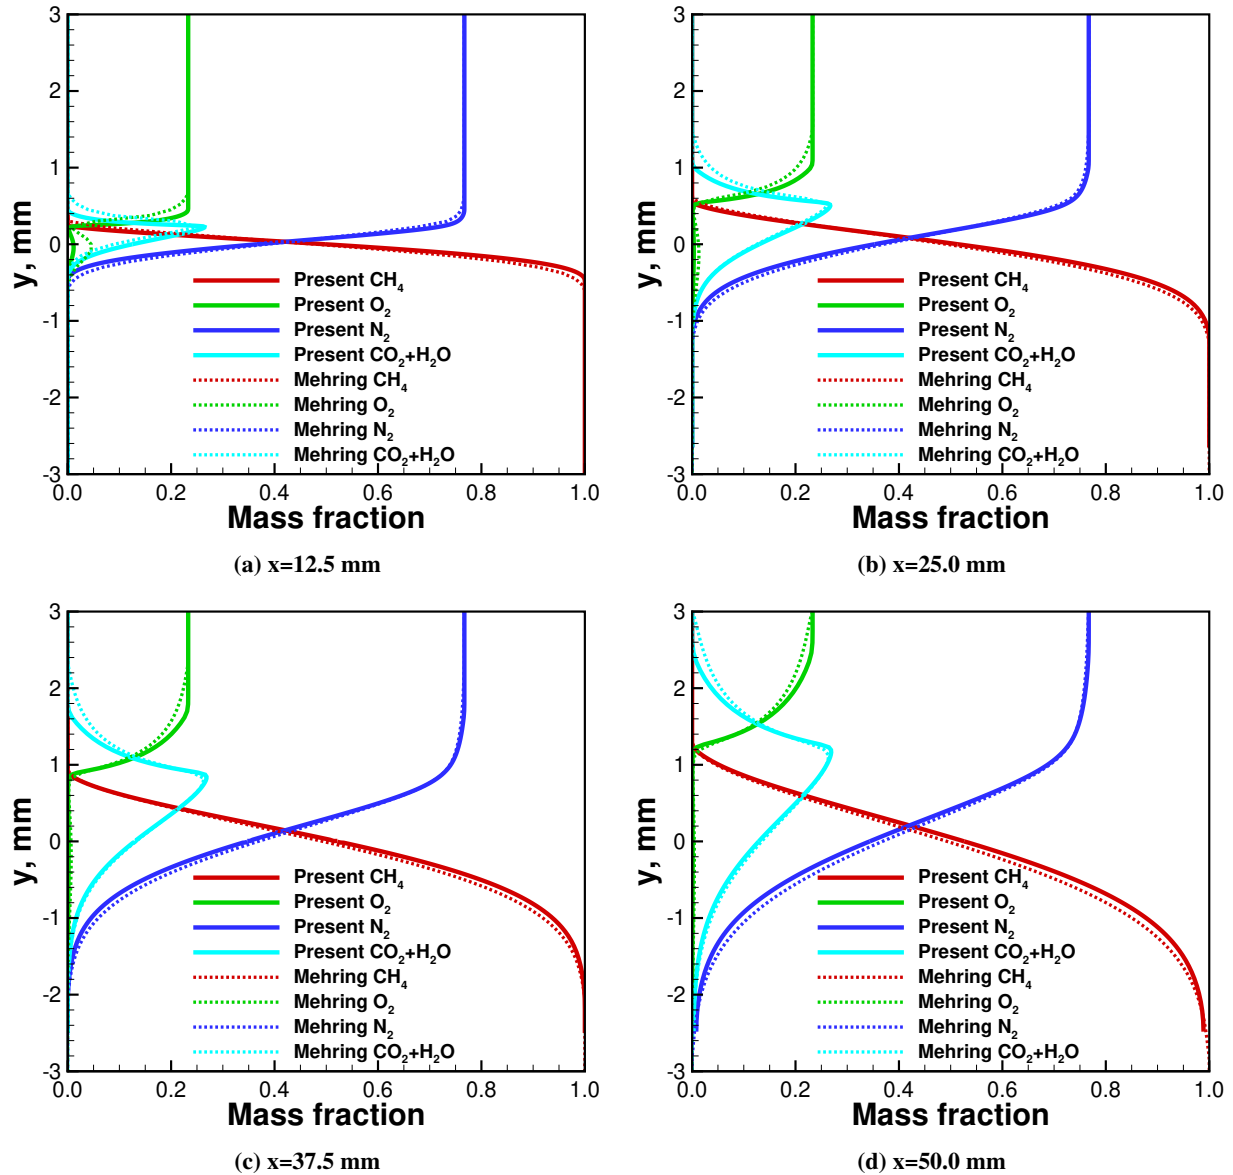 3
2
1
0
-1
-2
-3
y, mm
Present CH₄
Present O₂
Present N₂
Present CO₂+H₂O
Mehring CH₄
Mehring O₂
Mehring N₂
Mehring CO₂+H₂O
0.0 0.2 0.4 0.6 0.8 1.0
Mass fraction
(a) x=12.5 mm
3
2
1
0
-1
-2
-3
y, mm
Present CH₄
Present O₂
Present N₂
Present CO₂+H₂O
Mehring CH₄
Mehring O₂
Mehring N₂
Mehring CO₂+H₂O
0.0 0.2 0.4 0.6 0.8 1.0
Mass fraction
(b) x=25.0 mm
3
2
1
0
-1
-2
-3
y, mm
Present CH₄
Present O₂
Present N₂
Present CO₂+H₂O
Mehring CH₄
Mehring O₂
Mehring N₂
Mehring CO₂+H₂O
0.0 0.2 0.4 0.6 0.8 1.0
Mass fraction
(c) x=37.5 mm
3
2
1
0
-1
-2
-3
y, mm
Present CH₄
Present O₂
Present N₂
Present CO₂+H₂O
Mehring CH₄
Mehring O₂
Mehring N₂
Mehring CO₂+H₂O
0.0 0.2 0.4 0.6 0.8 1.0
Mass fraction
(d) x=50.0 mm